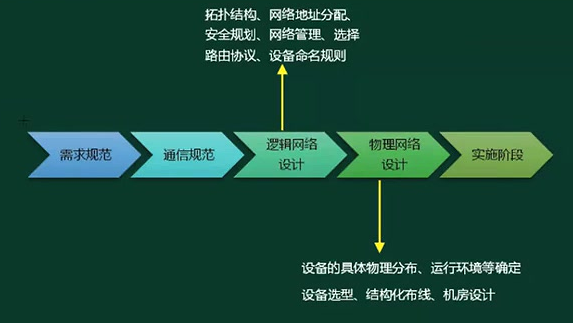 拓扑结构、网络地址分配、
安全规划、网络管理、选择
路由协议、设备命名规则
需求规范
通信规范
逻辑网络
设计
物理网络
设计
实施阶段
设备的具体物理分布、运行环境等确定
设备选型、结构化布线、机房设计